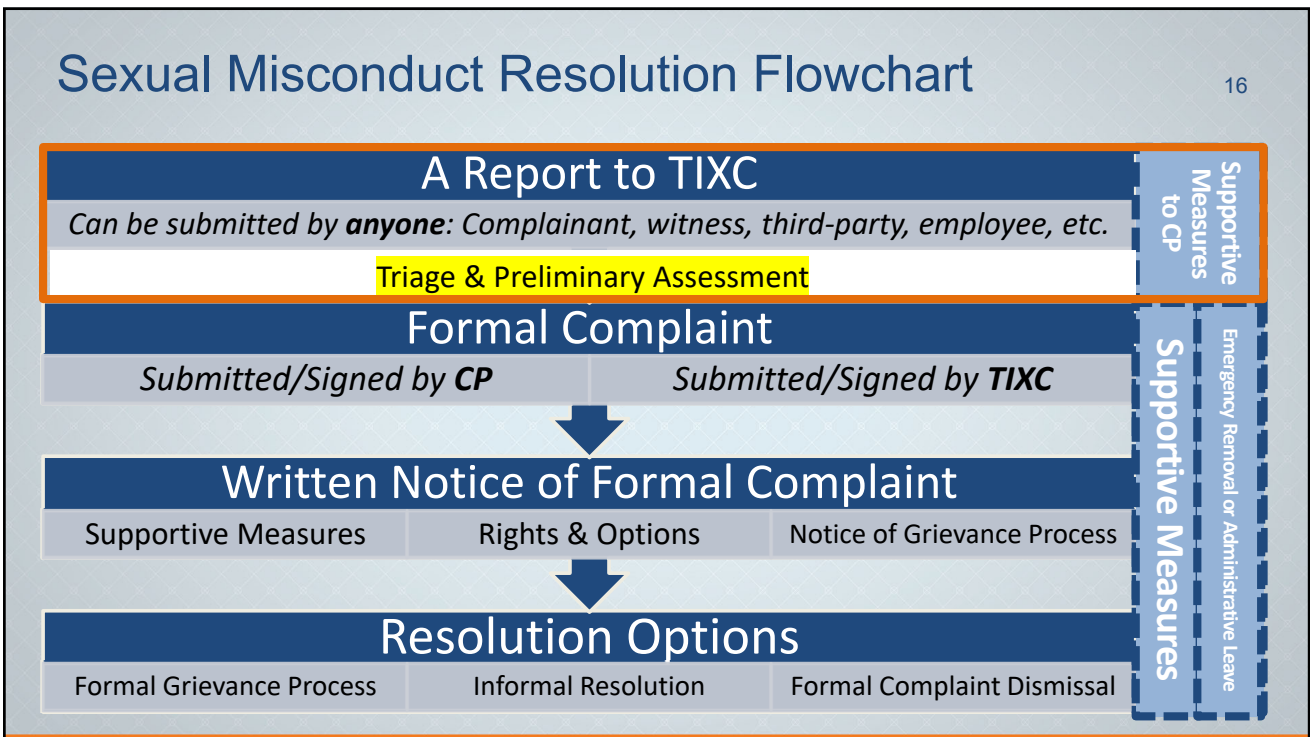 Sexual Misconduct Resolution Flowchart
16
A Report to TIXC
Can be submitted by anyone: Complainant, witness, third-party, employee, etc.
Triage & Preliminary Assessment
Supportive
Measures
to CP
Formal Complaint
Submitted/Signed by CP
Submitted/Signed by TIXC
Written Notice of Formal Complaint
Supportive Measures
Rights & Options
Notice of Grievance Process
Resolution Options
Formal Grievance Process
Informal Resolution
Formal Complaint Dismissal
Supportive Measures
Emergency Removal or Administrative Leave